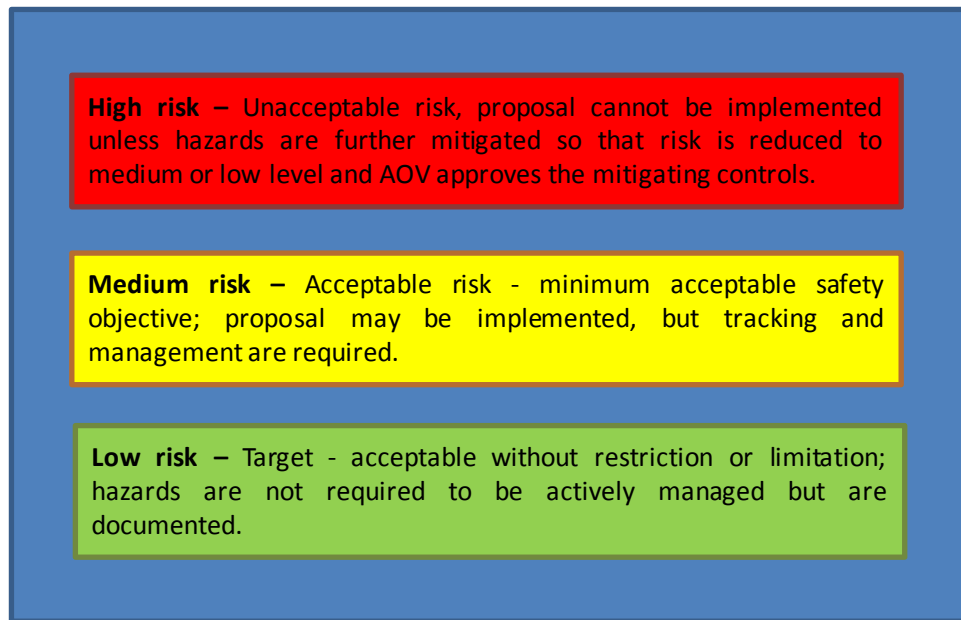 High risk – Unacceptable risk, proposal cannot be implemented
unless hazards are further mitigated so that risk is reduced to
medium or low level and AOV approves the mitigating controls.
Medium risk – Acceptable risk - minimum acceptable safety
objective; proposal may be implemented, but tracking and
management are required.
Low risk – Target - acceptable without restriction or limitation;
hazards are not required to be actively managed but are
documented.